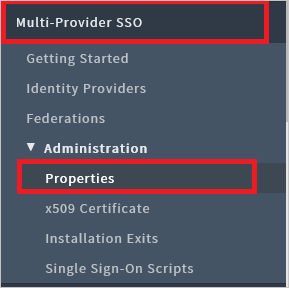 Multi-Provider SSO
Getting Started
Identity Providers
Federations
▼ Administration
Properties
x509 Certificate
Installation Exits
Single Sign-On Scripts